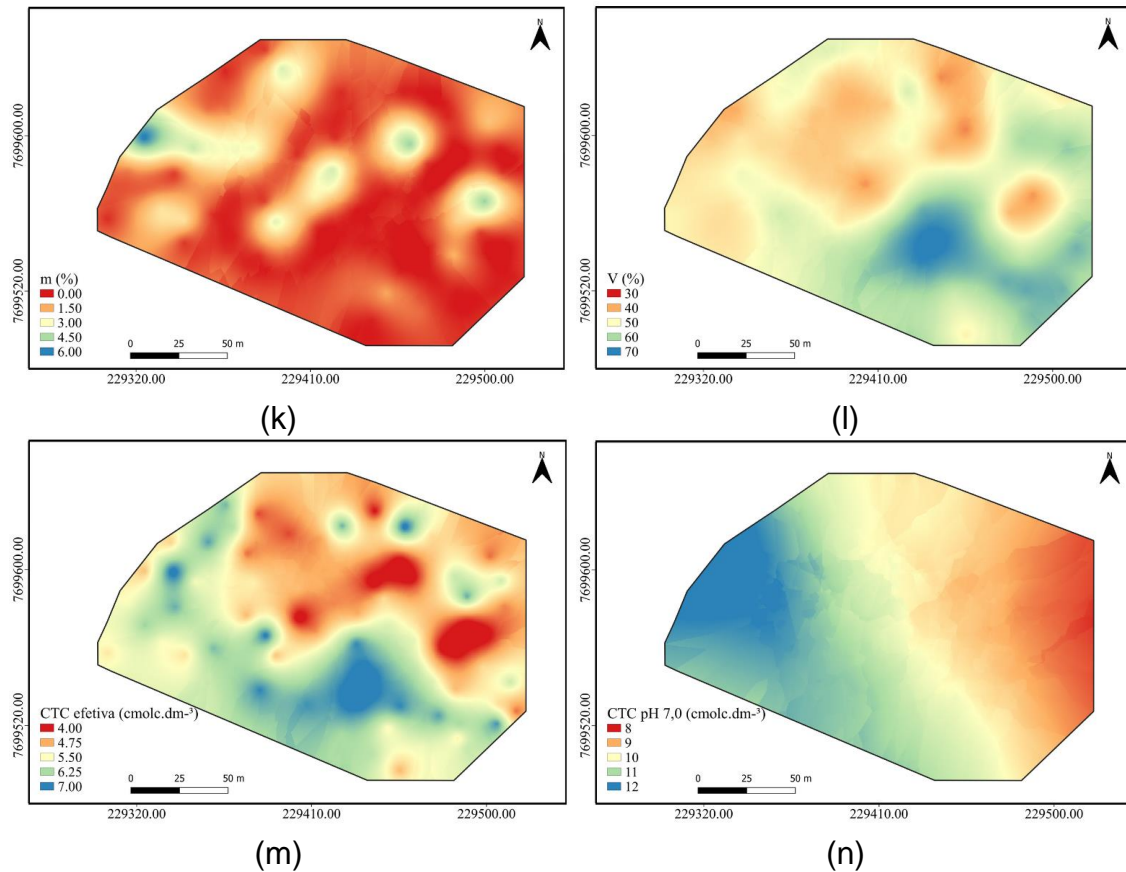 N
7699600.00
7699520.00
m (%)
0.00
1.50
3.00
4.50
6.00
0 25 50 m
229320.00 229410.00 229500.00
(k)
N
7699600.00
7699520.00
V (%)
30
40
50
60
70
0 25 50 m
229320.00 229410.00 229500.00
(l)
N
7699600.00
7699520.00
CTC efetiva (cmolc.dm-³)
4.00
4.75
5.50
6.25
7.00
0 25 50 m
229320.00 229410.00 229500.00
(m)
N
7699600.00
7699520.00
CTC pH 7,0 (cmolc.dm-³)
8
9
10
11
12
0 25 50 m
229320.00 229410.00 229500.00
(n)